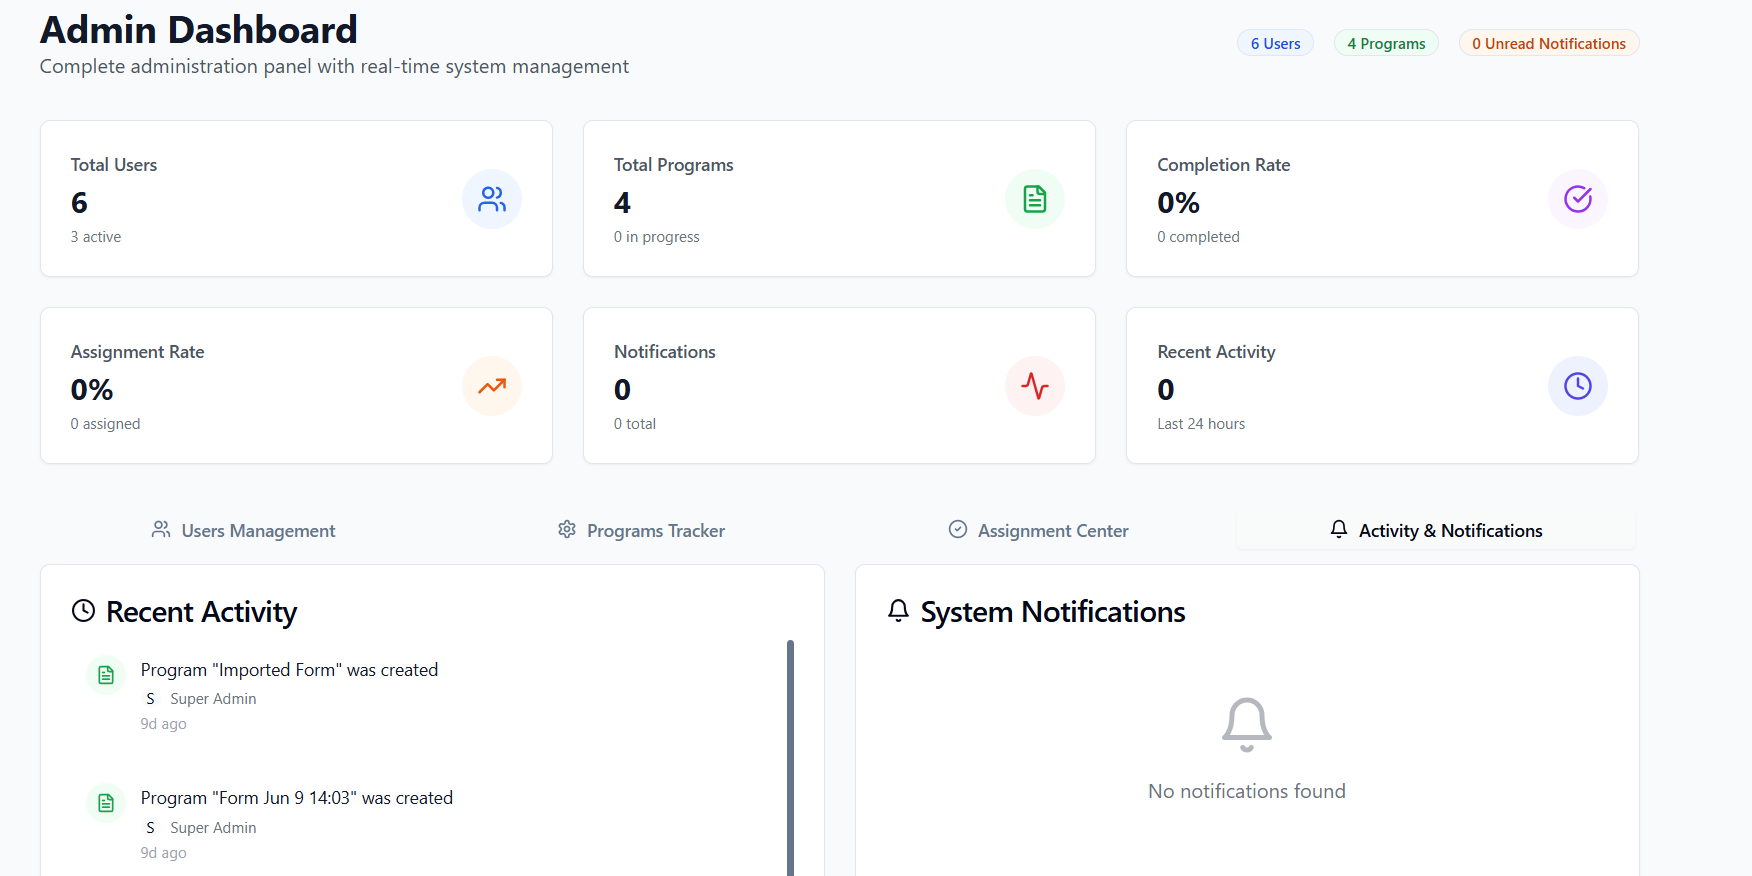 Admin Dashboard
Complete administration panel with real-time system management
6 Users
4 Programs
0 Unread Notifications
Total Users
6
3 active
Total Programs
4
0 in progress
Completion Rate
0%
0 completed
Assignment Rate
0%
0 assigned
Notifications
0
0 total
Recent Activity
0
Last 24 hours
Users Management
Programs Tracker
Assignment Center
Activity & Notifications
Recent Activity
Program "Imported Form" was created
S Super Admin
9d ago
Program "Form Jun 9 14:03" was created
S Super Admin
9d ago
System Notifications
No notifications found